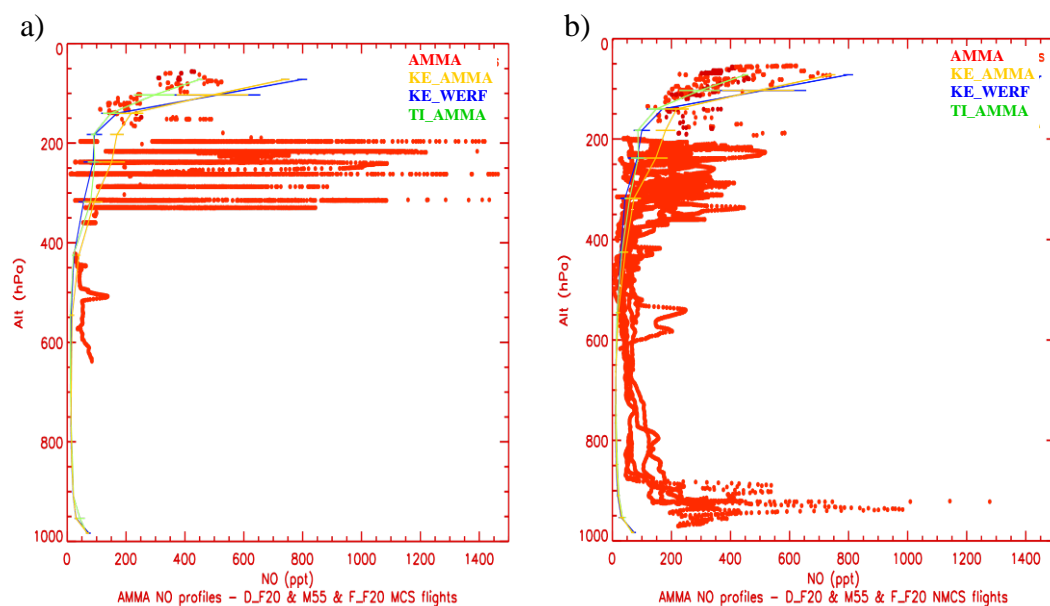 a)
AMMA
KE_AMMA
KE_WERF
TI_AMMA
0
200
400
600
800
1000
Alt (hPa)
0 200 400 600 800 1000 1200 1400
NO (ppt)
AMMA NO profiles - D_F20 & M55 & F_F20 MCS flights
b)
AMMA s
KE_AMMA
KE_WERF
TI_AMMA
0
200
400
600
800
1000
Alt (hPa)
0 200 400 600 800 1000 1200 1400
NO (ppt)
AMMA NO profiles - D_F20 & M55 & F_F20 NMCS flights